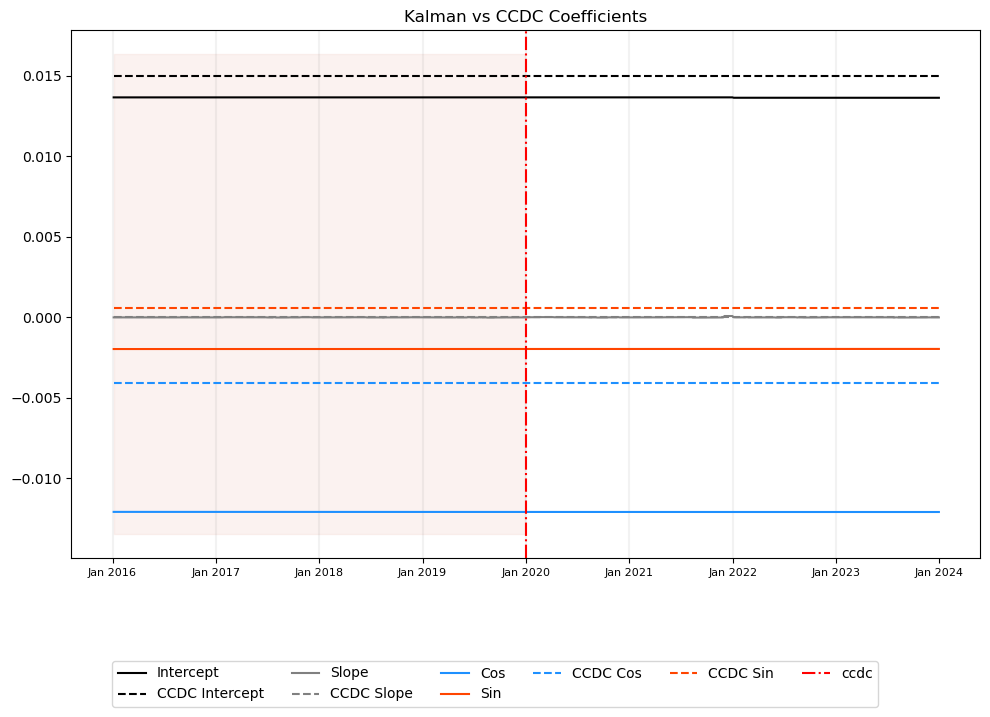 Kalman vs CCDC Coefficients
0.015
0.010
0.005
0.000
−0.005
−0.010
Jan 2016 Jan 2017 Jan 2018 Jan 2019 Jan 2020 Jan 2021 Jan 2022 Jan 2023 Jan 2024
Intercept Slope Cos CCDC Cos CCDC Sin ccdc
CCDC Intercept CCDC Slope Sin